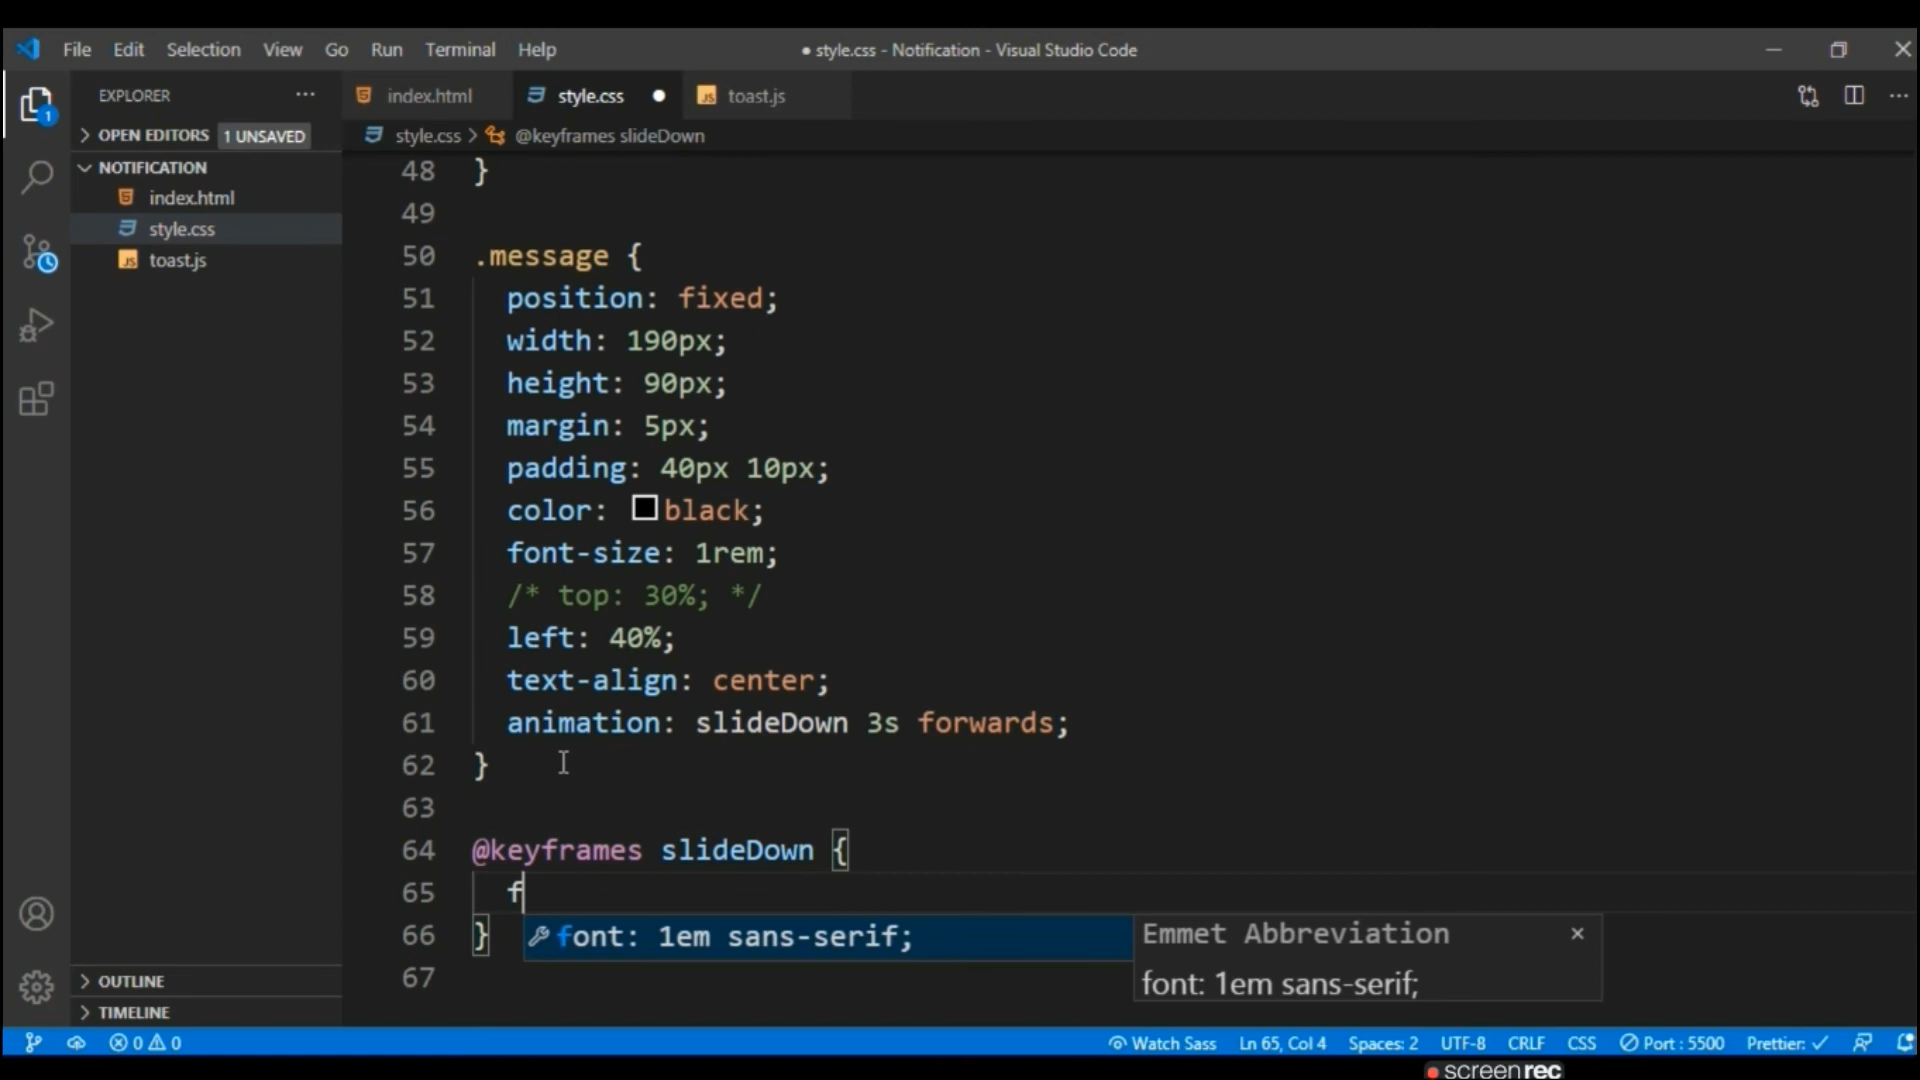 File Edit Selection View Go Run Terminal Help
● style.css - Notification - Visual Studio Code
EXPLORER ···
index.html
style.css ●
JS toast.js
1
OPEN EDITORS 1 UNSAVED
style.css > @keyframes slideDown
NOTIFICATION
index.html
style.css
JS toast.js
48 }
49
50 .message {
51 position: fixed;
52 width: 190px;
53 height: 90px;
54 margin: 5px;
55 padding: 40px 10px;
56 color: black;
57 font-size: 1rem;
58 /* top: 30%; */
59 left: 40%;
60 text-align: center;
61 animation: slideDown 3s forwards;
62 }
63
64 @keyframes slideDown {
65 f
66 }
font: 1em sans-serif;
Emmet Abbreviation ×
font: 1em sans-serif;
67
OUTLINE
TIMELINE
0 0
Watch Sass Ln 65, Col 4 Spaces: 2 UTF-8 CRLF CSS Port : 5500 Prettier: ✓
screenrec